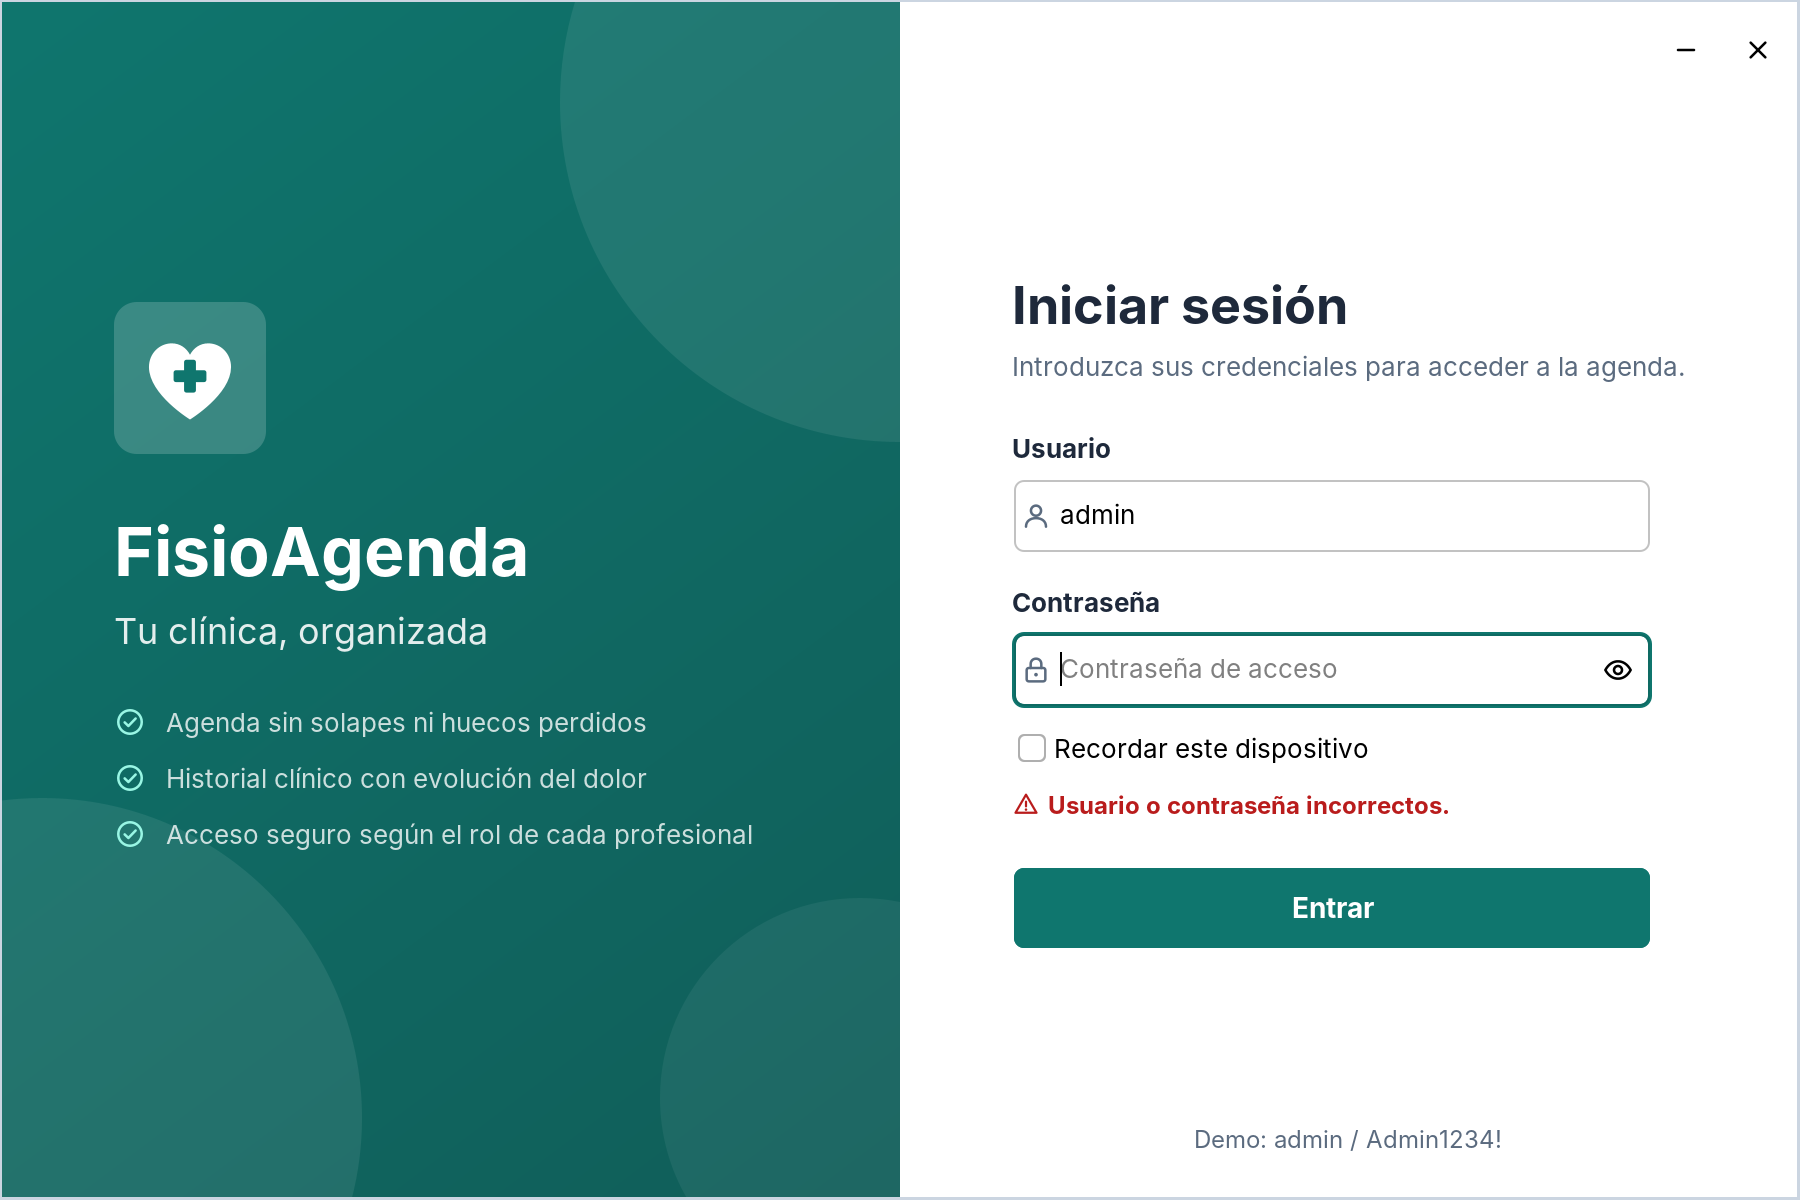 FisioAgenda
Tu clínica, organizada
Agenda sin solapes ni huecos perdidos
Historial clínico con evolución del dolor
Acceso seguro según el rol de cada profesional
Iniciar sesión
Introduzca sus credenciales para acceder a la agenda.
Usuario
admin
Contraseña
Contraseña de acceso
Recordar este dispositivo
Usuario o contraseña incorrectos.
Entrar
Demo: admin / Admin1234!